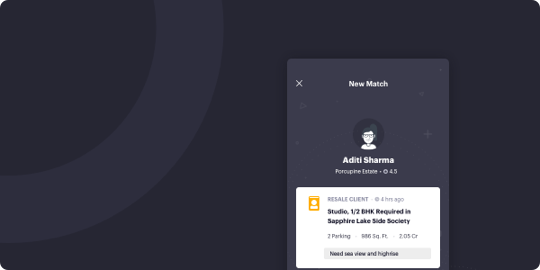 New Match
Aditi Sharma
Porcupine Estate • 4.5
RESALE CLIENT • 4 hrs ago
Studio, 1/2 BHK Required in
Sapphire Lake Side Society
2 Parking 986 Sq. Ft. 2.05 Cr
Need sea view and highrise